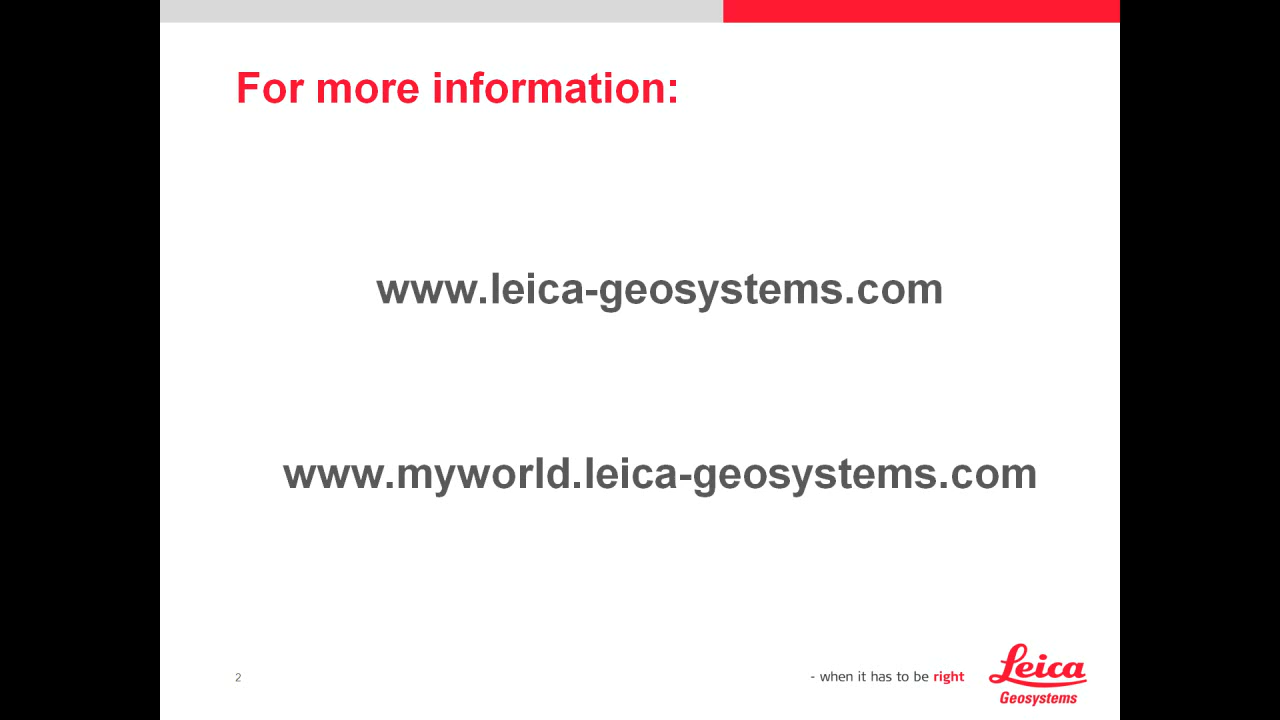 For more information:
www.leica-geosystems.com
www.myworld.leica-geosystems.com
2
- when it has to be right
Leica
Geosystems